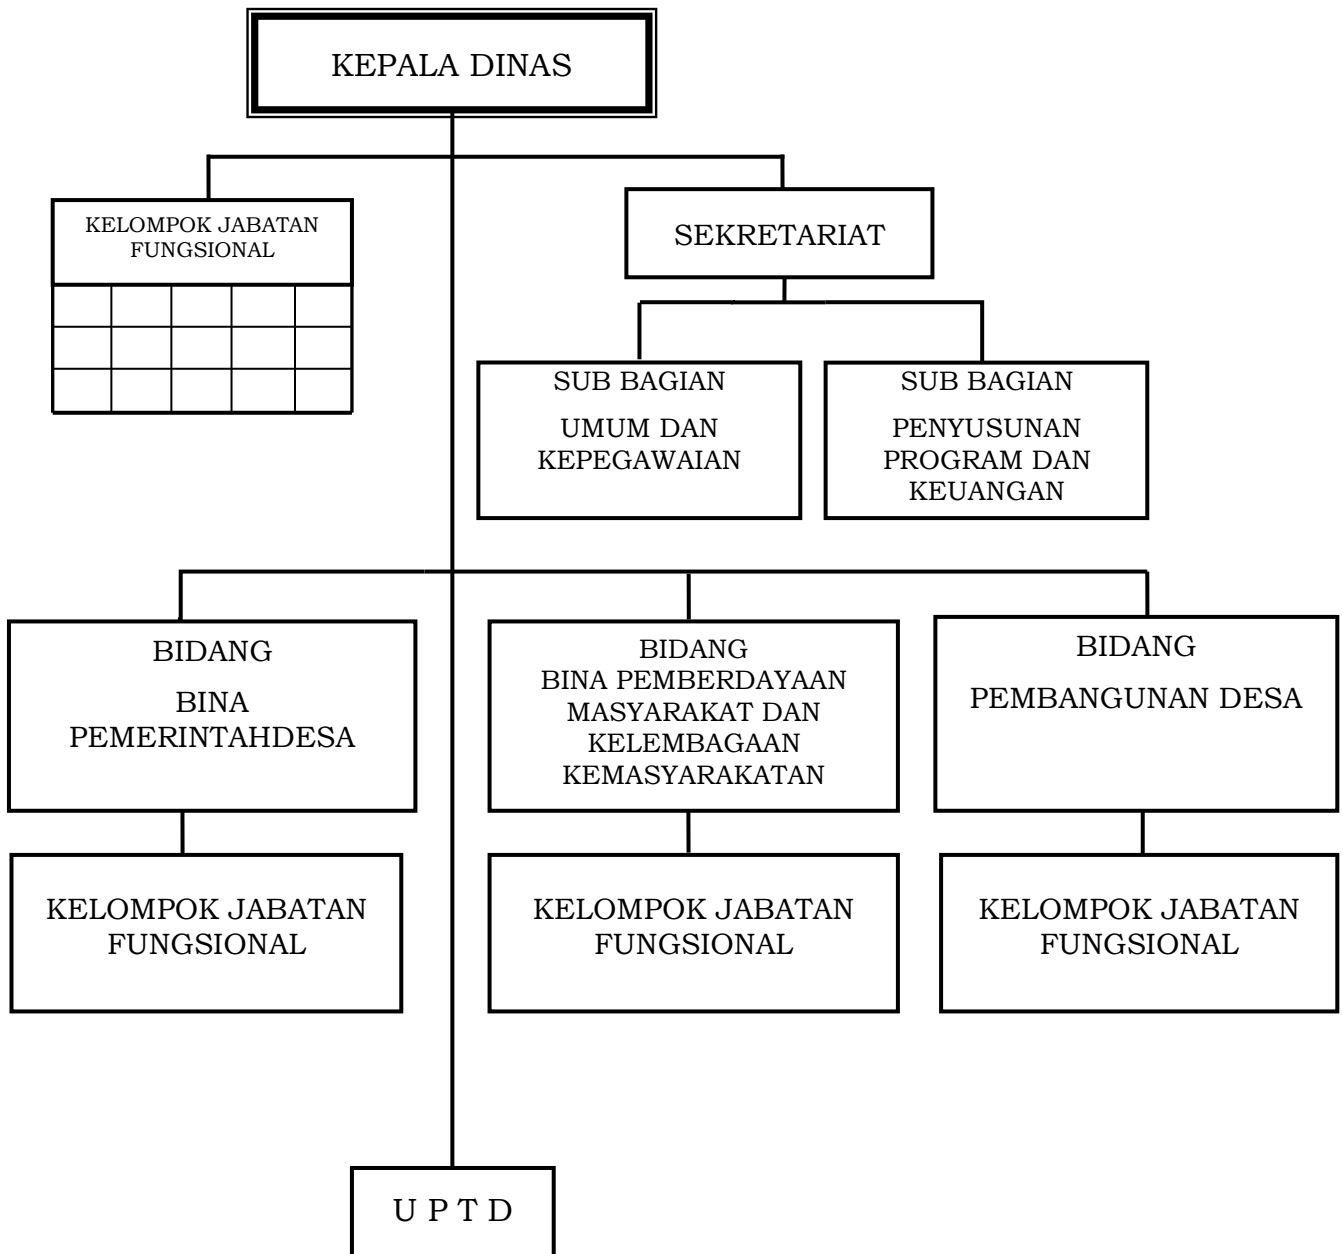 KEPALA DINAS
KELOMPOK JABATAN
FUNGSIONAL
SEKRETARIAT
SUB BAGIAN
UMUM DAN
KEPEGAWAIAN
SUB BAGIAN
PENYUSUNAN
PROGRAM DAN
KEUANGAN
BIDANG
BINA
PEMERINTAHDESA
BIDANG
BINA PEMBERDAYAAN
MASYARAKAT DAN
KELEMBAGAAN
KEMASYARAKATAN
BIDANG
PEMBANGUNAN DESA
KELOMPOK JABATAN
FUNGSIONAL
KELOMPOK JABATAN
FUNGSIONAL
KELOMPOK JABATAN
FUNGSIONAL
U P T D